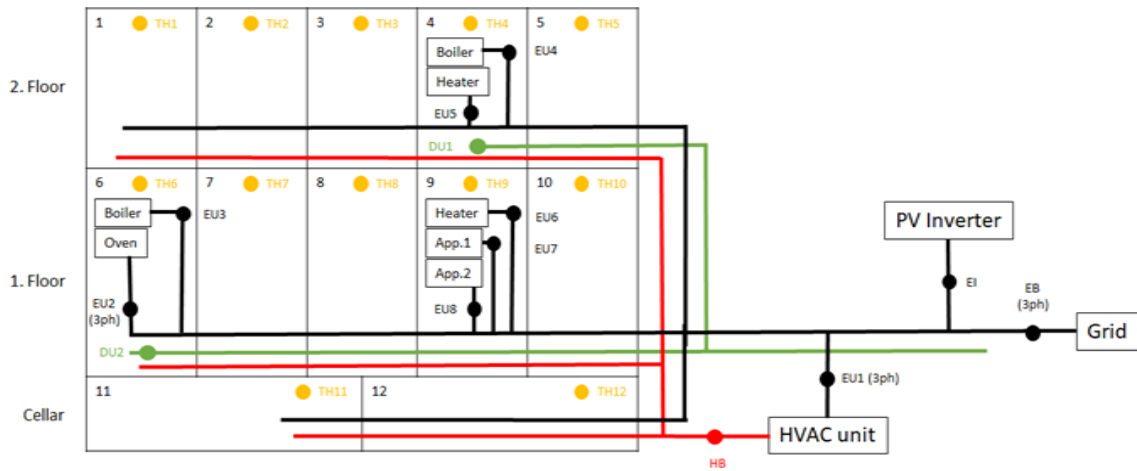 1 TH1 2 TH2 3 TH3 4 TH4 5 TH5
Boiler
EU4
Heater
2. Floor
EU5
DU1
6 TH6 7 TH7 8 TH8 9 TH9 10 TH10
Boiler
EU3
Heater
EU6
Oven
App.1
EU7
App.2
PV Inverter
1. Floor
EI
EU2
(3ph)
EU8
EB
(3ph)
Grid
DU2
EU1 (3ph)
11 TH11 12 TH12
Cellar
HVAC unit
HB